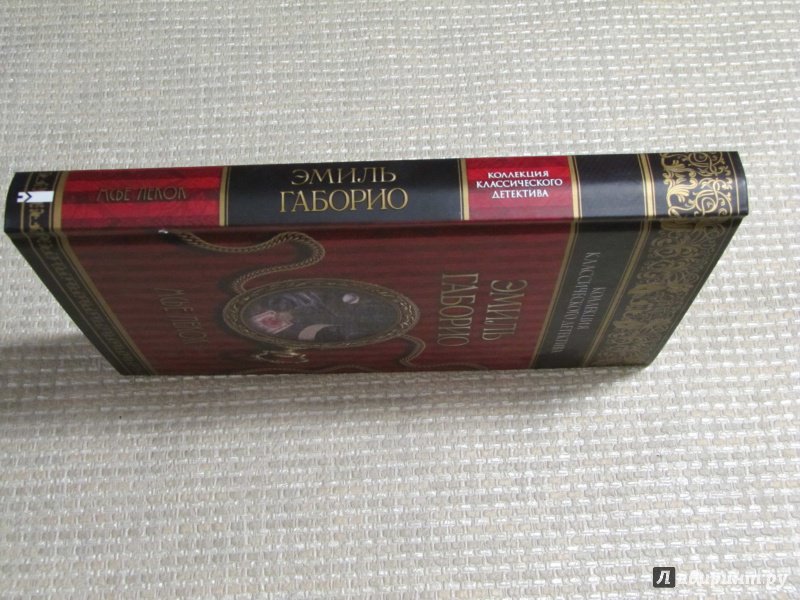 МСЬЕ ЛЕКОК
ЭМИЛЬ
ГАБОРИО
КОЛЛЕКЦИЯ
КЛАССИЧЕСКОГО
ДЕТЕКТИВА
МСЬЕ ЛЕКОК
ЭМИЛЬ
ГАБОРИО
КОЛЛЕКЦИЯ
КЛАССИЧЕСКОГО ДЕТЕКТИВА
Лабиринт.ру